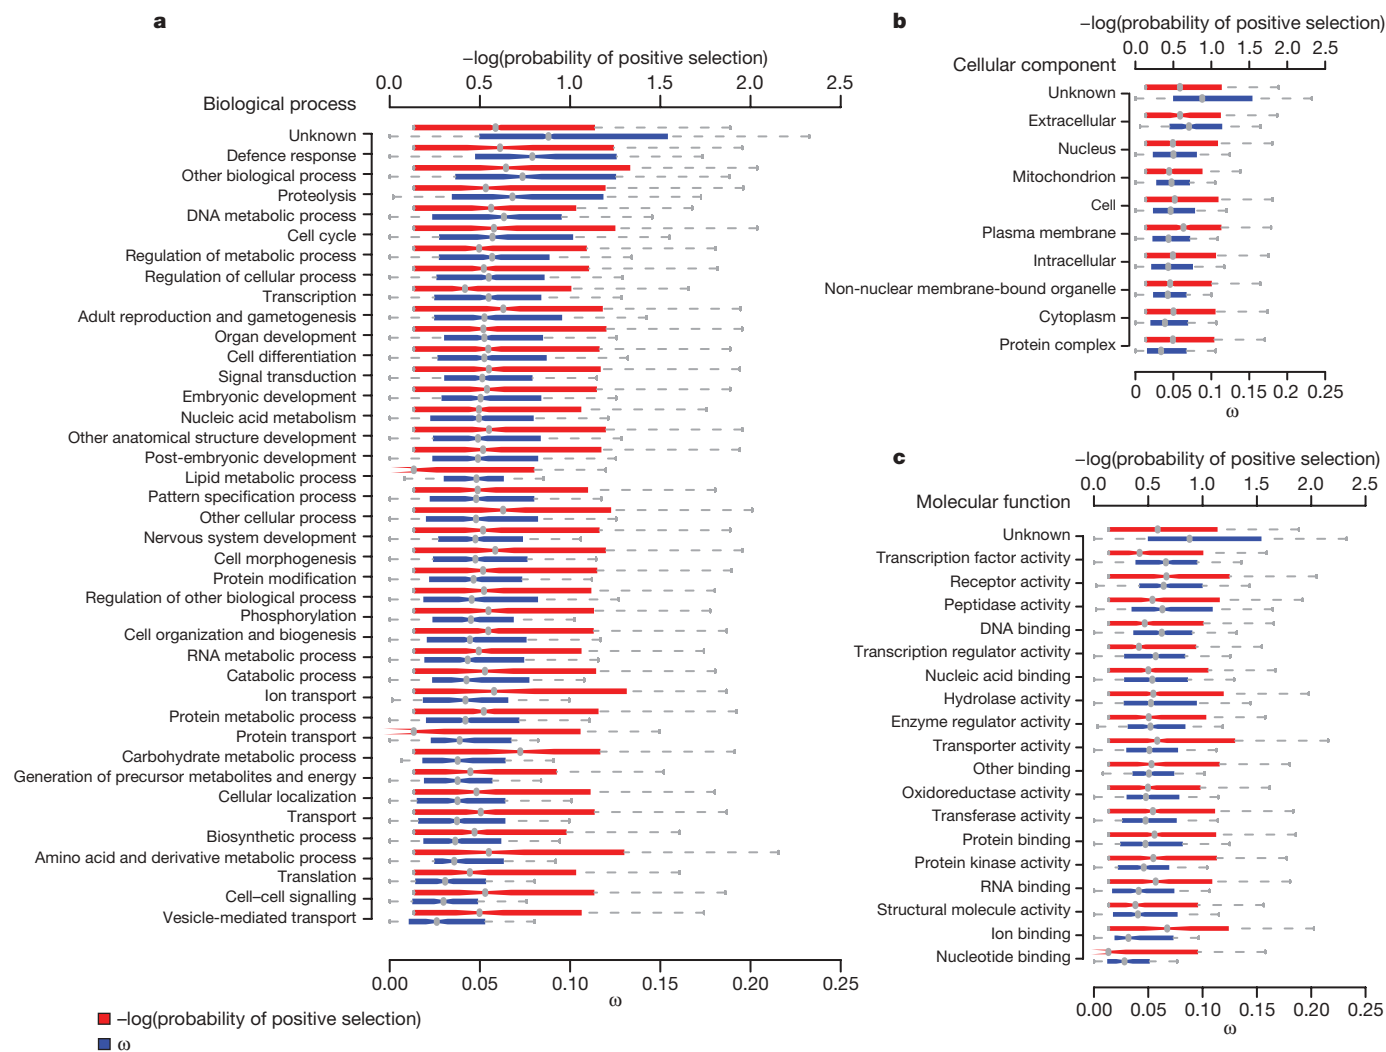 a
−log(probability of positive selection)
0.0 0.5 1.0 1.5 2.0 2.5
Biological process
Unknown
Defence response
Other biological process
Proteolysis
DNA metabolic process
Cell cycle
Regulation of metabolic process
Regulation of cellular process
Transcription
Adult reproduction and gametogenesis
Organ development
Cell differentiation
Signal transduction
Embryonic development
Nucleic acid metabolism
Other anatomical structure development
Post-embryonic development
Lipid metabolic process
Pattern specification process
Other cellular process
Nervous system development
Cell morphogenesis
Protein modification
Regulation of other biological process
Phosphorylation
Cell organization and biogenesis
RNA metabolic process
Catabolic process
Ion transport
Protein metabolic process
Protein transport
Carbohydrate metabolic process
Generation of precursor metabolites and energy
Cellular localization
Transport
Biosynthetic process
Amino acid and derivative metabolic process
Translation
Cell–cell signalling
Vesicle-mediated transport
0.00 0.05 0.10 0.15 0.20 0.25
ω
−log(probability of positive selection)
ω
b
−log(probability of positive selection)
0.0 0.5 1.0 1.5 2.0 2.5
Cellular component
Unknown
Extracellular
Nucleus
Mitochondrion
Cell
Plasma membrane
Intracellular
Non-nuclear membrane-bound organelle
Cytoplasm
Protein complex
0 0.05 0.1 0.15 0.2 0.25
ω
c
−log(probability of positive selection)
0.0 0.5 1.0 1.5 2.0 2.5
Molecular function
Unknown
Transcription factor activity
Receptor activity
Peptidase activity
DNA binding
Transcription regulator activity
Nucleic acid binding
Hydrolase activity
Enzyme regulator activity
Transporter activity
Other binding
Oxidoreductase activity
Transferase activity
Protein binding
Protein kinase activity
RNA binding
Structural molecule activity
Ion binding
Nucleotide binding
0.00 0.05 0.10 0.15 0.20 0.25
ω